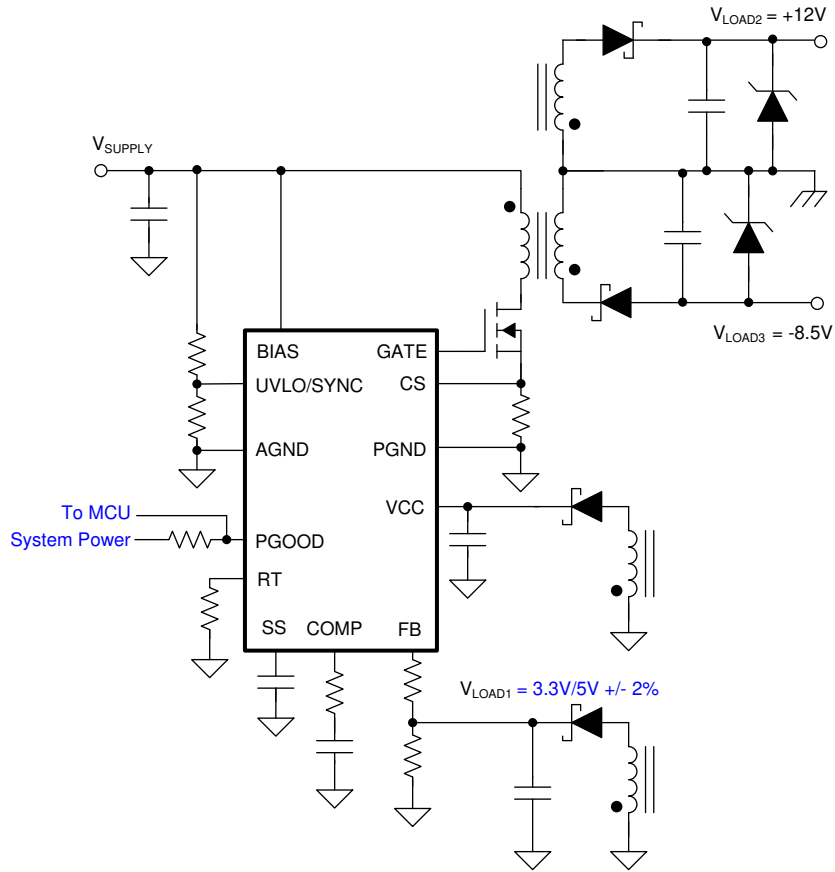 VLOAD2 = +12V
VSUPPLY
VLOAD3 = -8.5V
BIAS
GATE
UVLO/SYNC
CS
AGND
PGND
VCC
To MCU
System Power
PGOOD
RT
SS
COMP
FB
VLOAD1 = 3.3V/5V +/- 2%